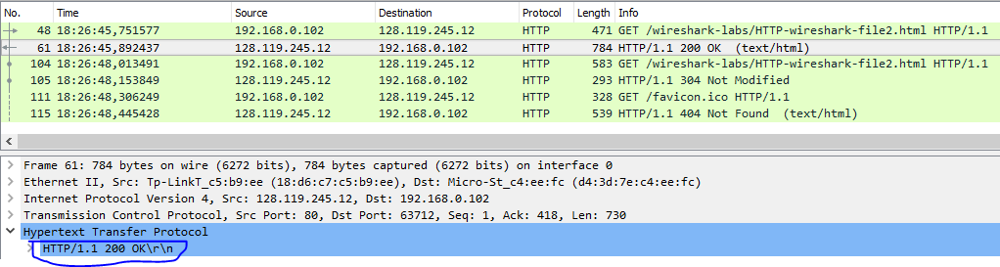 No. Time Source Destination Protocol Length Info
48 18:26:45,751577 192.168.0.102 128.119.245.12 HTTP 471 GET /wireshark-labs/HTTP-wireshark-file2.html HTTP/1.1
61 18:26:45,892437 128.119.245.12 192.168.0.102 HTTP 784 HTTP/1.1 200 OK (text/html)
104 18:26:48,013491 192.168.0.102 128.119.245.12 HTTP 583 GET /wireshark-labs/HTTP-wireshark-file2.html HTTP/1.1
105 18:26:48,153849 128.119.245.12 192.168.0.102 HTTP 293 HTTP/1.1 304 Not Modified
111 18:26:48,306249 192.168.0.102 128.119.245.12 HTTP 328 GET /favicon.ico HTTP/1.1
115 18:26:48,445428 128.119.245.12 192.168.0.102 HTTP 539 HTTP/1.1 404 Not Found (text/html)
Frame 61: 784 bytes on wire (6272 bits), 784 bytes captured (6272 bits) on interface 0
Ethernet II, Src: Tp-LinkT_c5:b9:ee (18:d6:c7:c5:b9:ee), Dst: Micro-St_c4:ee:fc (d4:3d:7e:c4:ee:fc)
Internet Protocol Version 4, Src: 128.119.245.12, Dst: 192.168.0.102
Transmission Control Protocol, Src Port: 80, Dst Port: 63712, Seq: 1, Ack: 418, Len: 730
Hypertext Transfer Protocol
HTTP/1.1 200 OK\r\n